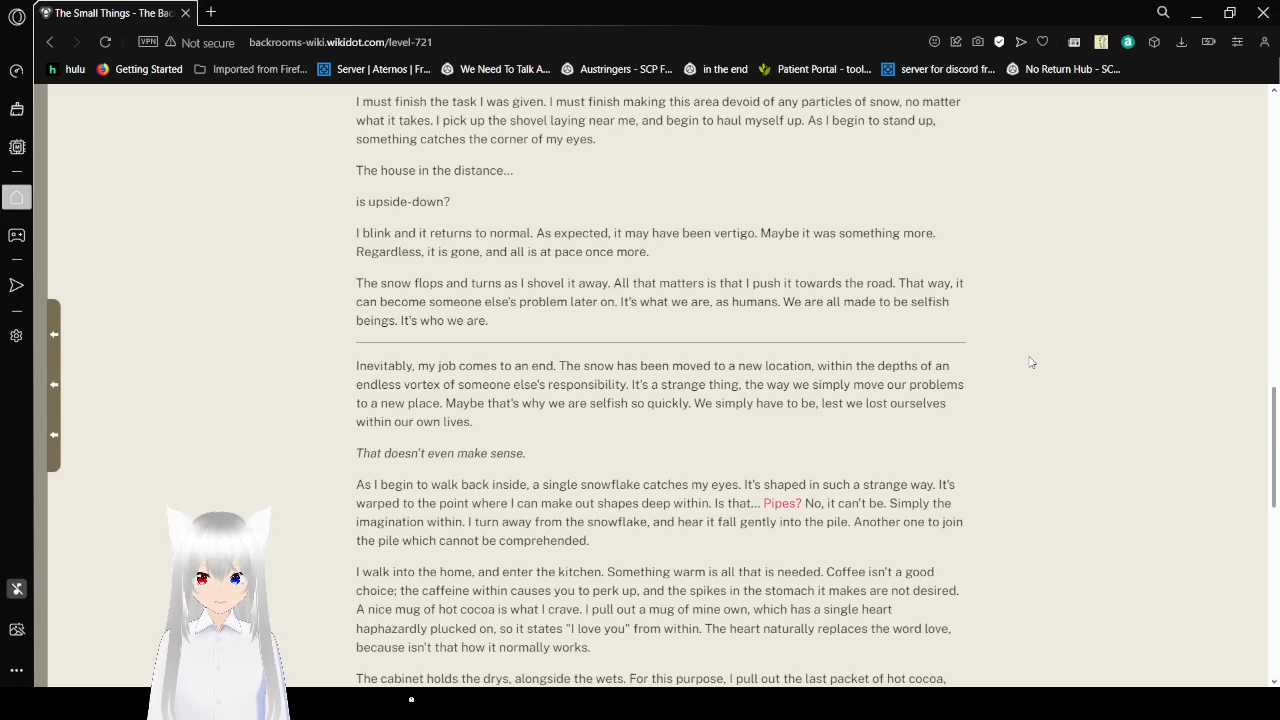 The Small Things - The Bac
VPN
Not secure
backrooms-wiki.wikidot.com/level-721
hulu
Getting Started
Imported from Firef...
Server | Aternos | Fr...
We Need To Talk A...
Austringers - SCP F...
in the end
Patient Portal - tool...
server for discord fr...
No Return Hub - SC...
I must finish the task I was given. I must finish making this area devoid of any particles of snow, no matter
what it takes. I pick up the shovel laying near me, and begin to haul myself up. As I begin to stand up,
something catches the corner of my eyes.
The house in the distance...
is upside-down?
I blink and it returns to normal. As expected, it may have been vertigo. Maybe it was something more.
Regardless, it is gone, and all is at pace once more.
The snow flops and turns as I shovel it away. All that matters is that I push it towards the road. That way, it
can become someone else's problem later on. It's what we are, as humans. We are all made to be selfish
beings. It's who we are.
Inevitably, my job comes to an end. The snow has been moved to a new location, within the depths of an
endless vortex of someone else's responsibility. It's a strange thing, the way we simply move our problems
to a new place. Maybe that's why we are selfish so quickly. We simply have to be, lest we lost ourselves
within our own lives.
That doesn't even make sense.
As I begin to walk back inside, a single snowflake catches my eyes. It's shaped in such a strange way. It's
warped to the point where I can make out shapes deep within. Is that... Pipes? No, it can't be. Simply the
imagination within. I turn away from the snowflake, and hear it fall gently into the pile. Another one to join
the pile which cannot be comprehended.
I walk into the home, and enter the kitchen. Something warm is all that is needed. Coffee isn't a good
choice; the caffeine within causes you to perk up, and the spikes in the stomach it makes are not desired.
A nice mug of hot cocoa is what I crave. I pull out a mug of mine own, which has a single heart
haphazardly plucked on, so it states "I love you" from within. The heart naturally replaces the word love,
because isn't that how it normally works.
The cabinet holds the drys, alongside the wets. For this purpose, I pull out the last packet of hot cocoa,